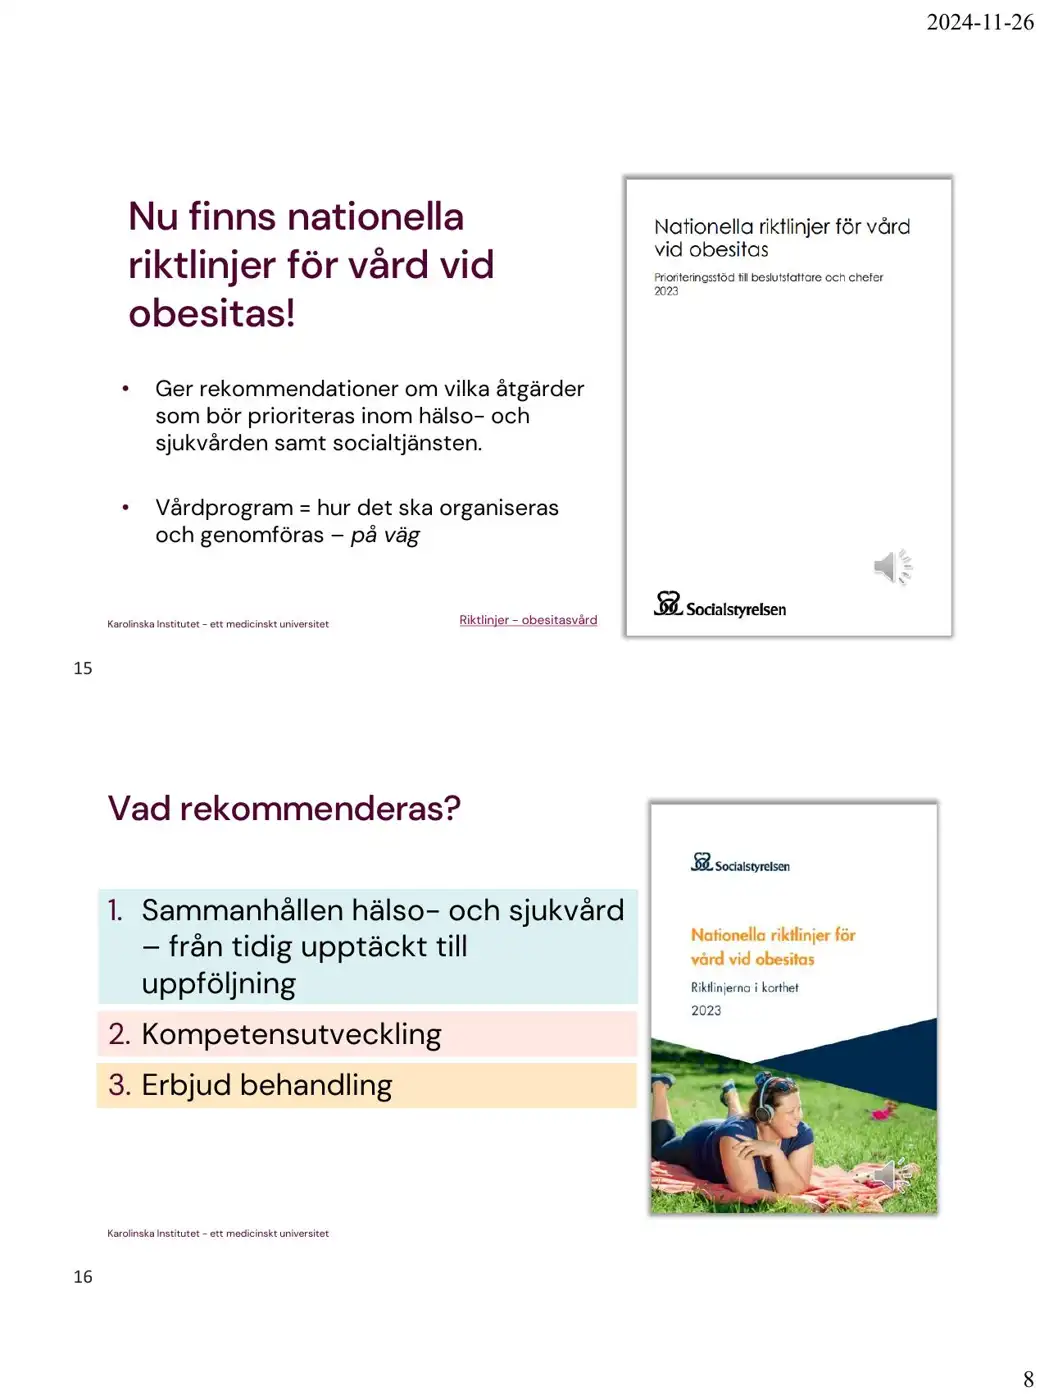 2024-11-26
Nu finns nationella
riktlinjer för vård vid
obesitas!
• Ger rekommendationer om vilka åtgärder
som bör prioriteras inom hälso- och
sjukvården samt socialtjänsten.
• Vårdprogram = hur det ska organiseras
och genomföras – på väg
Karolinska Institutet - ett medicinskt universitet
Riktlinjer - obesitasvård
Nationella riktlinjer för vård
vid obesitas
Prioriteringsstöd till beslutsfattare och chefer
2023
Socialstyrelsen
15
Vad rekommenderas?
1. Sammanhållen hälso- och sjukvård
– från tidig upptäckt till
uppföljning
2. Kompetensutveckling
3. Erbjud behandling
Socialstyrelsen
Nationella riktlinjer för
vård vid obesitas
Riktlinjerna i korthet
2023
Karolinska Institutet - ett medicinskt universitet
16
8